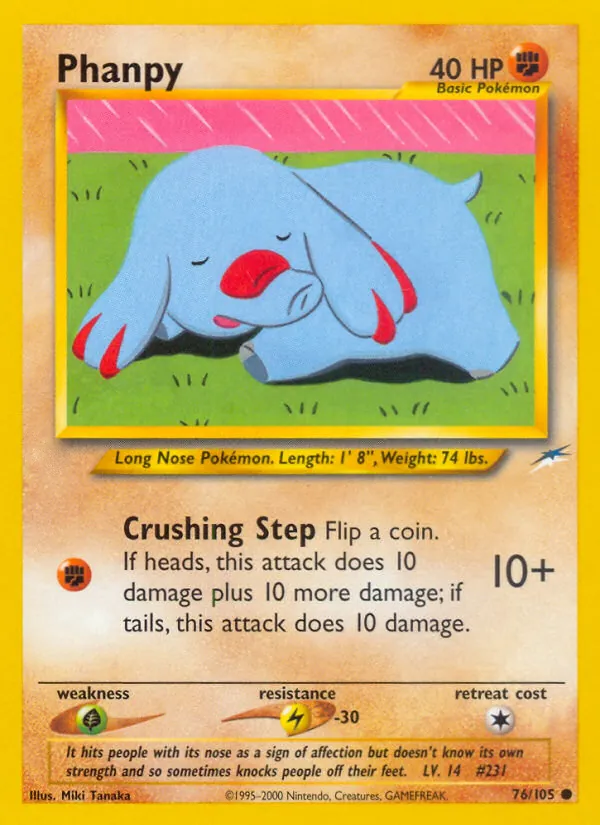 Phanpy
40 HP
Basic Pokémon
Long Nose Pokémon. Length: 1' 8", Weight: 74 lbs.
Crushing Step Flip a coin.
If heads, this attack does 10
damage plus 10 more damage; if
tails, this attack does 10 damage.
10+
weakness
resistance
retreat cost
-30
It hits people with its nose as a sign of affection but doesn't know its own
strength and so sometimes knocks people off their feet. LV. 14 #231
Illus. Miki Tanaka
©1995-2000 Nintendo, Creatures, GAMEFREAK.
76/105